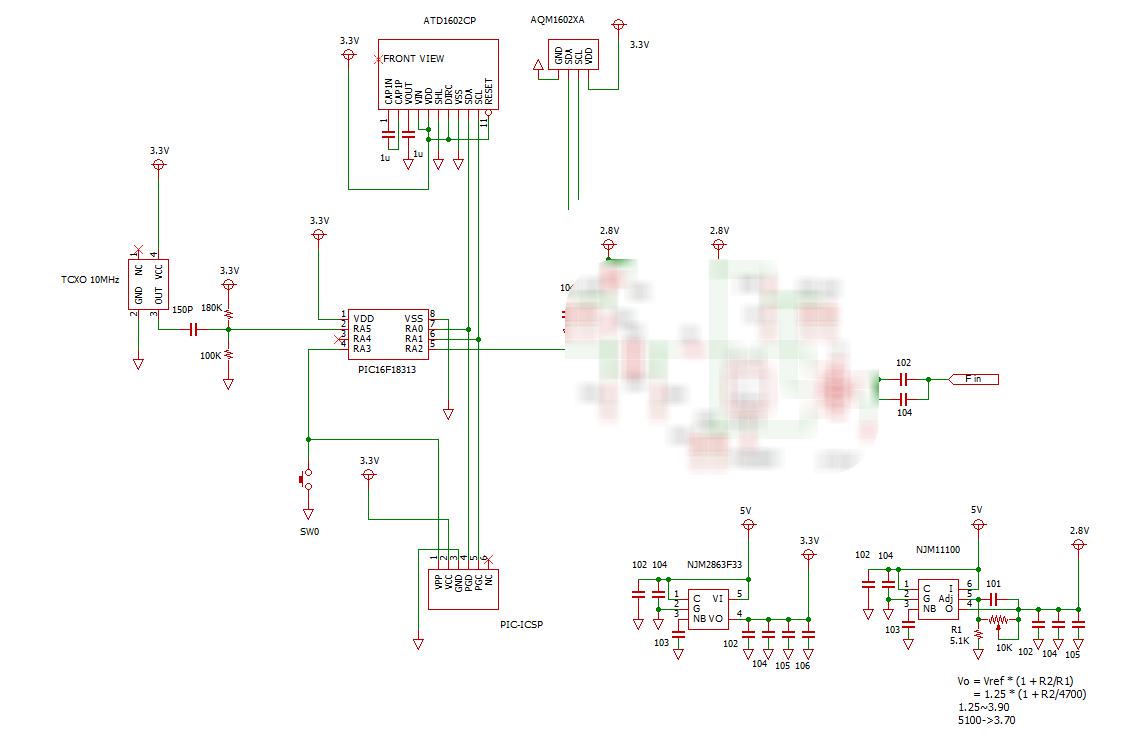 ATD1602CP
AQM1602XA
3.3V
3.3V
FRONT VIEW
GND
SDA
SCL
VDD
CAP1N
CAP1P
VOUT
VIN
VDD
SHL
DIRC
VSS
SDA
SCL
RESET
1
11
1u
1u
3.3V
3.3V
2.8V
2.8V
TCXO 10MHz
1
4
NC
VCC
GND
OUT
2
3
3.3V
150P
180K
100K
104
1
VDD
VSS
8
2
RA5
RA0
7
3
RA4
RA1
6
4
RA3
RA2
5
PIC16F18313
102
F in
104
3.3V
SW0
1
2
3
4
5
6
VPP
VCC
GND
PGD
PGC
NC
PIC-ICSP
5V
3.3V
102
104
NJM2863F33
1
C
VI
5
2
G
3
NB
VO
4
103
102
104
105
106
5V
2.8V
102
104
NJM11100
1
C
I
6
2
G
Adj
5
3
NB
O
4
101
103
R1
5.1K
10K
102
104
105
Vo = Vref * (1 + R2/R1)
= 1.25 * (1 + R2/4700)
1.25~3.90
5100->3.70